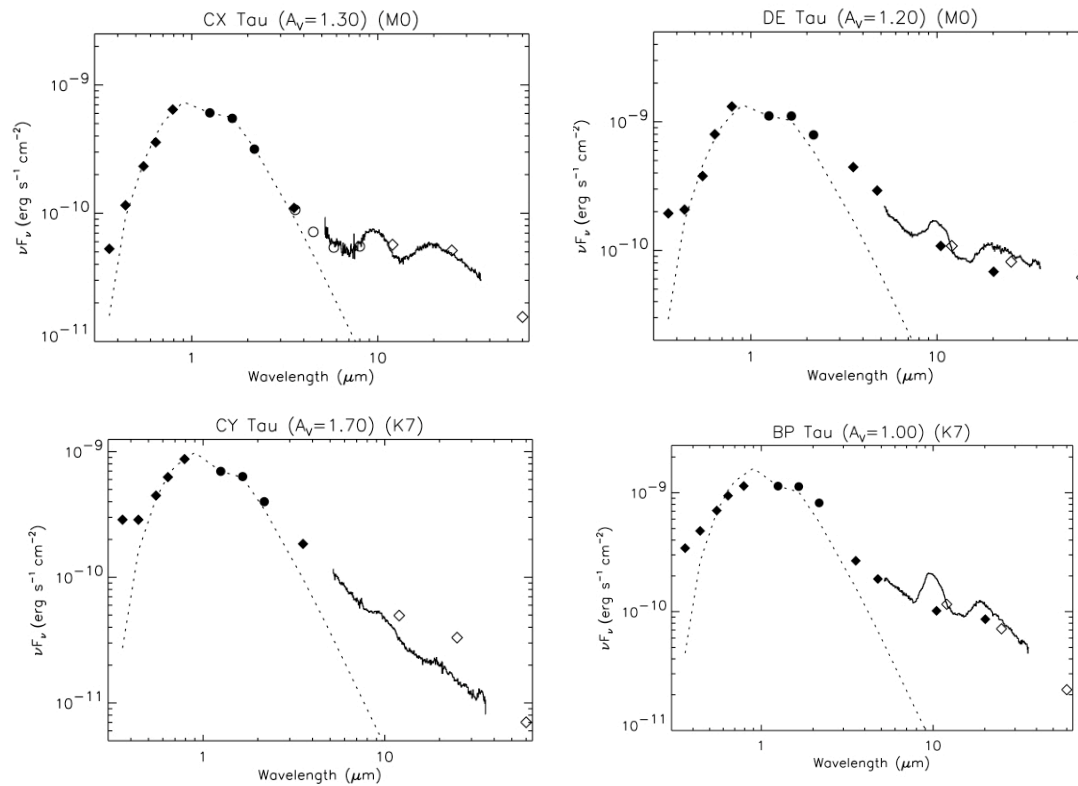 CX Tau (A_V=1.30) (M0)
10⁻⁹
10⁻¹⁰
10⁻¹¹
νF_ν (erg s⁻¹ cm⁻²)
1
10
Wavelength (μm)
DE Tau (A_V=1.20) (M0)
10⁻⁹
10⁻¹⁰
νF_ν (erg s⁻¹ cm⁻²)
1
10
Wavelength (μm)
CY Tau (A_V=1.70) (K7)
10⁻⁹
10⁻¹⁰
10⁻¹¹
νF_ν (erg s⁻¹ cm⁻²)
1
10
Wavelength (μm)
BP Tau (A_V=1.00) (K7)
10⁻⁹
10⁻¹⁰
10⁻¹¹
νF_ν (erg s⁻¹ cm⁻²)
1
10
Wavelength (μm)